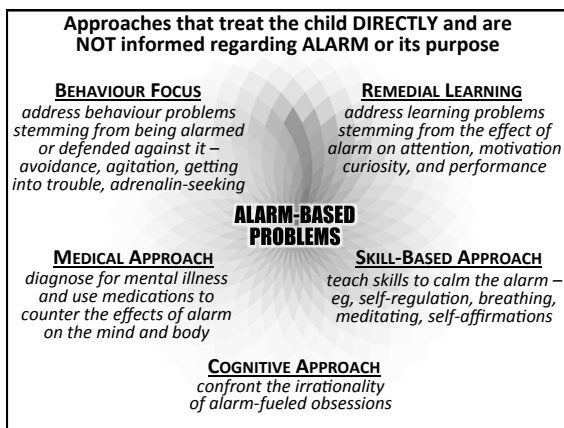 Approaches that treat the child DIRECTLY and are
NOT informed regarding ALARM or its purpose
BEHAVIOUR FOCUS
address behaviour problems
stemming from being alarmed
or defended against it –
avoidance, agitation, getting
into trouble, adrenalin-seeking
REMEDIAL LEARNING
address learning problems
stemming from the effect of
alarm on attention, motivation
curiosity, and performance
ALARM-BASED
PROBLEMS
MEDICAL APPROACH
diagnose for mental illness
and use medications to
counter the effects of alarm
on the mind and body
SKILL-BASED APPROACH
teach skills to calm the alarm –
eg, self-regulation, breathing,
meditating, self-affirmations
COGNITIVE APPROACH
confront the irrationality
of alarm-fueled obsessions